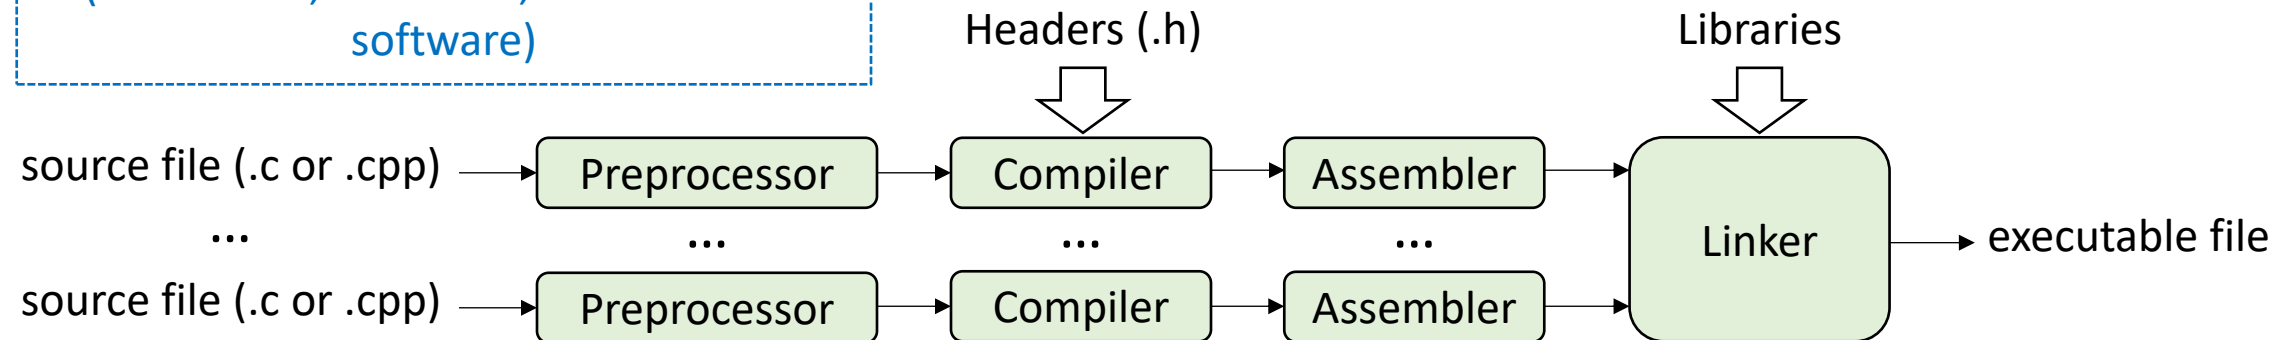 software)
Headers (.h)
Libraries
source file (.c or .cpp)
Preprocessor
Compiler
Assembler
...
...
...
...
Linker
executable file
source file (.c or .cpp)
Preprocessor
Compiler
Assembler